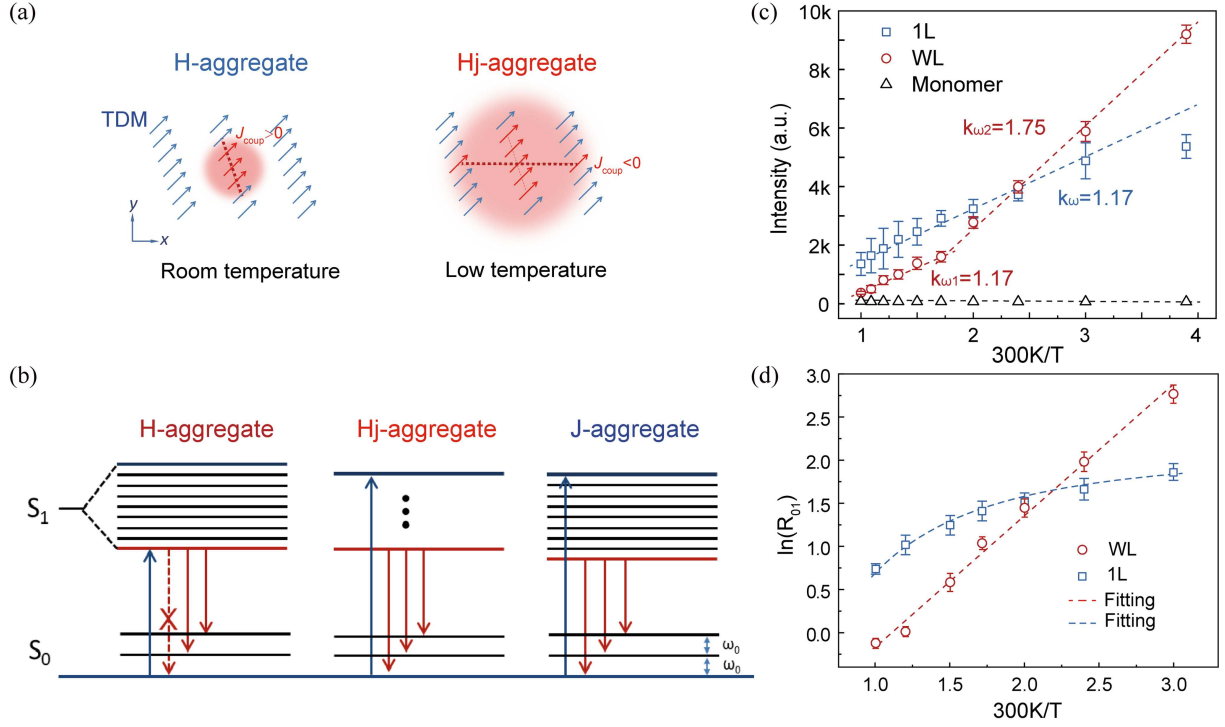 (a)
H-aggregate
Hj-aggregate
TDM
J_coup>0
J_coup<0
y
x
Room temperature
Low temperature
(b)
H-aggregate
Hj-aggregate
J-aggregate
S₁
X
S₀
ω₀
ω₀
(c)
1L
WL
Monomer
kω2=1.75
kω=1.17
kω1=1.17
Intensity (a.u.)
10k
8k
6k
4k
2k
0
1 2 3 4
300K/T
(d)
ln(R₀₁)
3.0
2.5
2.0
1.5
1.0
0.5
0.0
WL
1L
Fitting
Fitting
1.0 1.5 2.0 2.5 3.0
300K/T